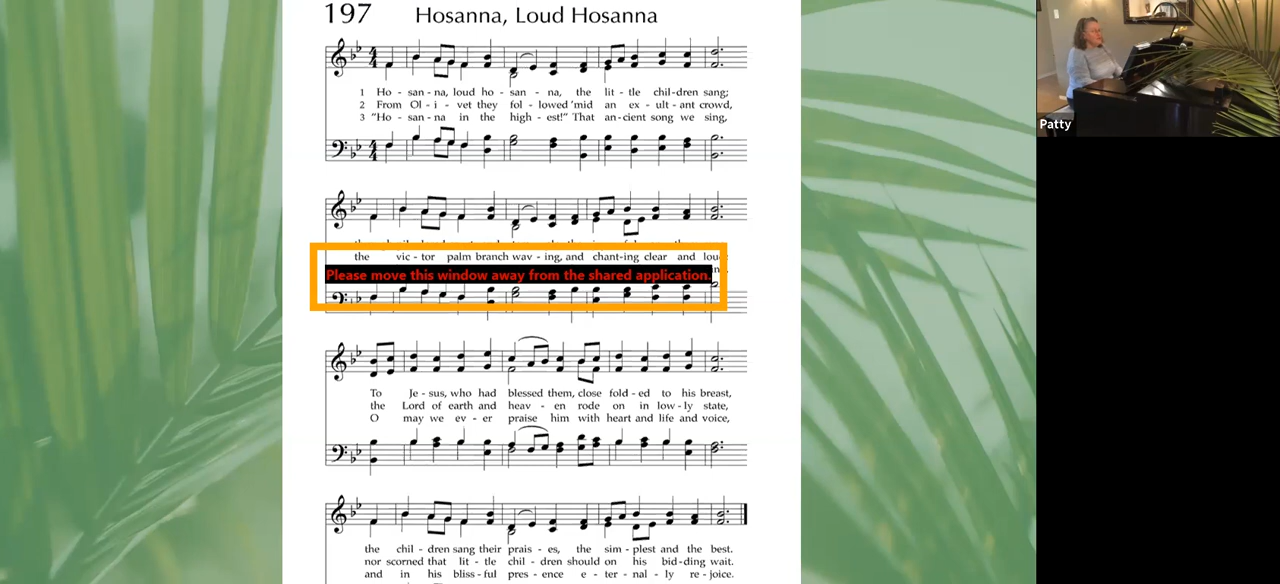 197 Hosanna, Loud Hosanna
Patty
1 Ho - san - na, loud ho - san - na, the lit - tle chil - dren sang;
2 From Ol - i - vet they fol - lowed 'mid an ex - ult - ant crowd,
3 "Ho - san - na in the high - est!" That an - cient song we sing,
the vic - tor palm branch wav - ing, and chant - ing clear and
Please move this window away from the shared application.
To Je - sus, who had blessed them, close fold - ed to his breast,
the Lord of earth and heav - en rode on in low - ly state,
O may we ev - er praise him with heart and life and voice,
the chil - dren sang their prais - es, the sim - plest and the best.
nor scorned that lit - tle chil - dren should on his bid - ding wait.
and in his bliss - ful pres - ence e - ter - nal - ly re - joice.